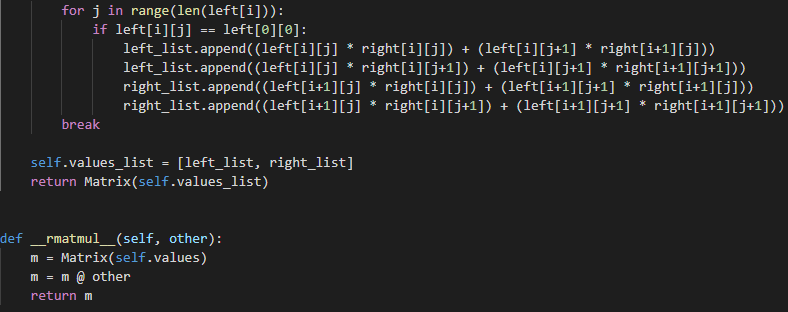 for j in range(len(left[i])):
if left[i][j] == left[0][0]:
left_list.append((left[i][j] * right[i][j]) + (left[i][j+1] * right[i+1][j]))
left_list.append((left[i][j] * right[i][j+1]) + (left[i][j+1] * right[i+1][j+1]))
right_list.append((left[i+1][j] * right[i][j]) + (left[i+1][j+1] * right[i+1][j]))
right_list.append((left[i+1][j] * right[i][j+1]) + (left[i+1][j+1] * right[i+1][j+1]))
break
self.values_list = [left_list, right_list]
return Matrix(self.values_list)
def __rmatmul__(self, other):
m = Matrix(self.values)
m = m @ other
return m